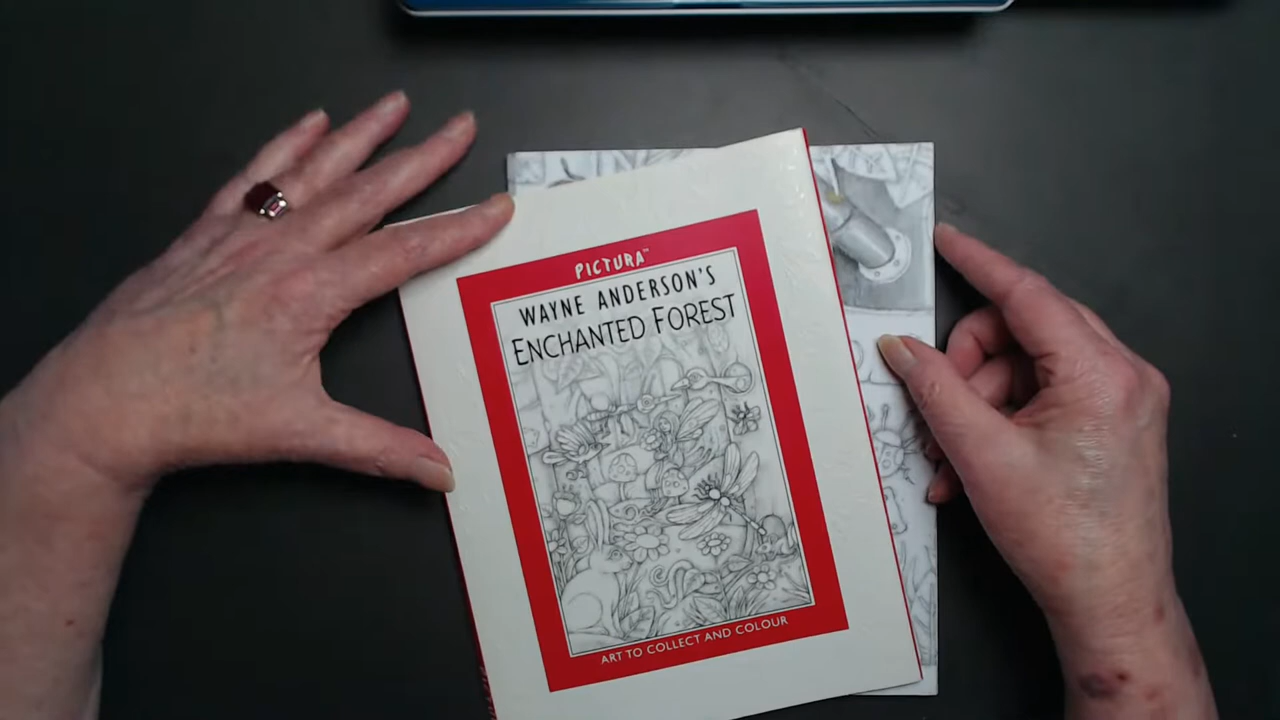 PICTURA™
WAYNE ANDERSON'S
ENCHANTED FOREST
ART TO COLLECT AND COLOUR